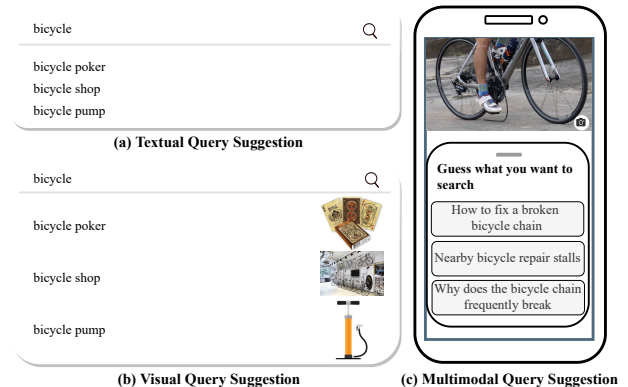 bicycle
bicycle poker
bicycle shop
bicycle pump
(a) Textual Query Suggestion
bicycle
bicycle poker
bicycle shop
bicycle pump
(b) Visual Query Suggestion
Guess what you want to
search
How to fix a broken
bicycle chain
Nearby bicycle repair stalls
Why does the bicycle chain
frequently break
(c) Multimodal Query Suggestion